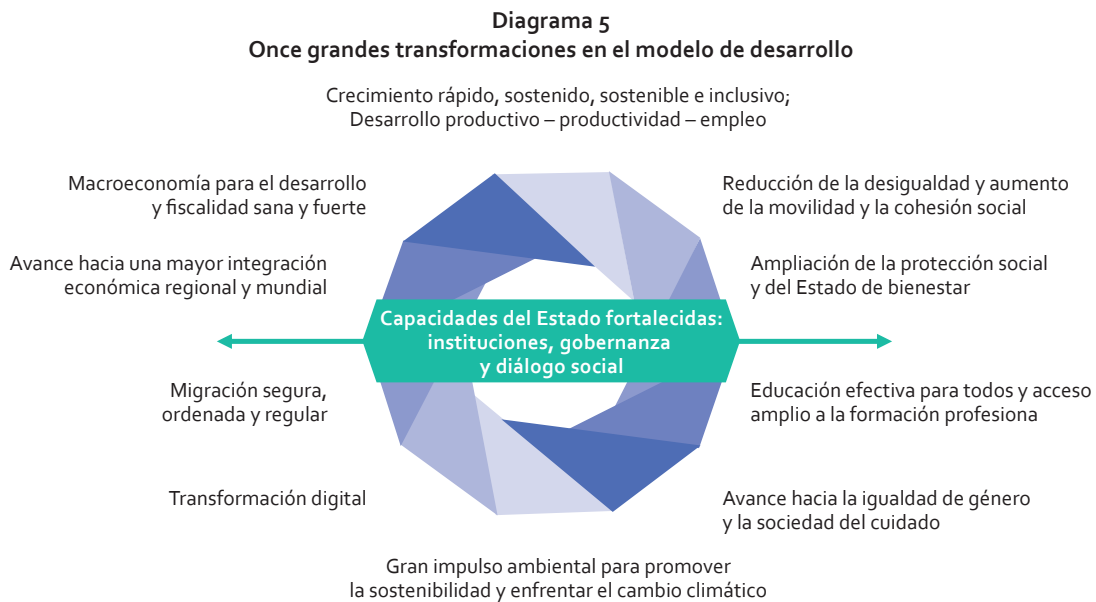 Diagrama 5
Once grandes transformaciones en el modelo de desarrollo
Crecimiento rápido, sostenido, sostenible e inclusivo;
Desarrollo productivo – productividad – empleo
Macroeconomía para el desarrollo
y fiscalidad sana y fuerte
Reducción de la desigualdad y aumento
de la movilidad y la cohesión social
Avance hacia una mayor integración
económica regional y mundial
Ampliación de la protección social
y del Estado de bienestar
Capacidades del Estado fortalecidas:
instituciones, gobernanza
y diálogo social
Migración segura,
ordenada y regular
Educación efectiva para todos y acceso
amplio a la formación profesiona
Transformación digital
Avance hacia la igualdad de género
y la sociedad del cuidado
Gran impulso ambiental para promover
la sostenibilidad y enfrentar el cambio climático